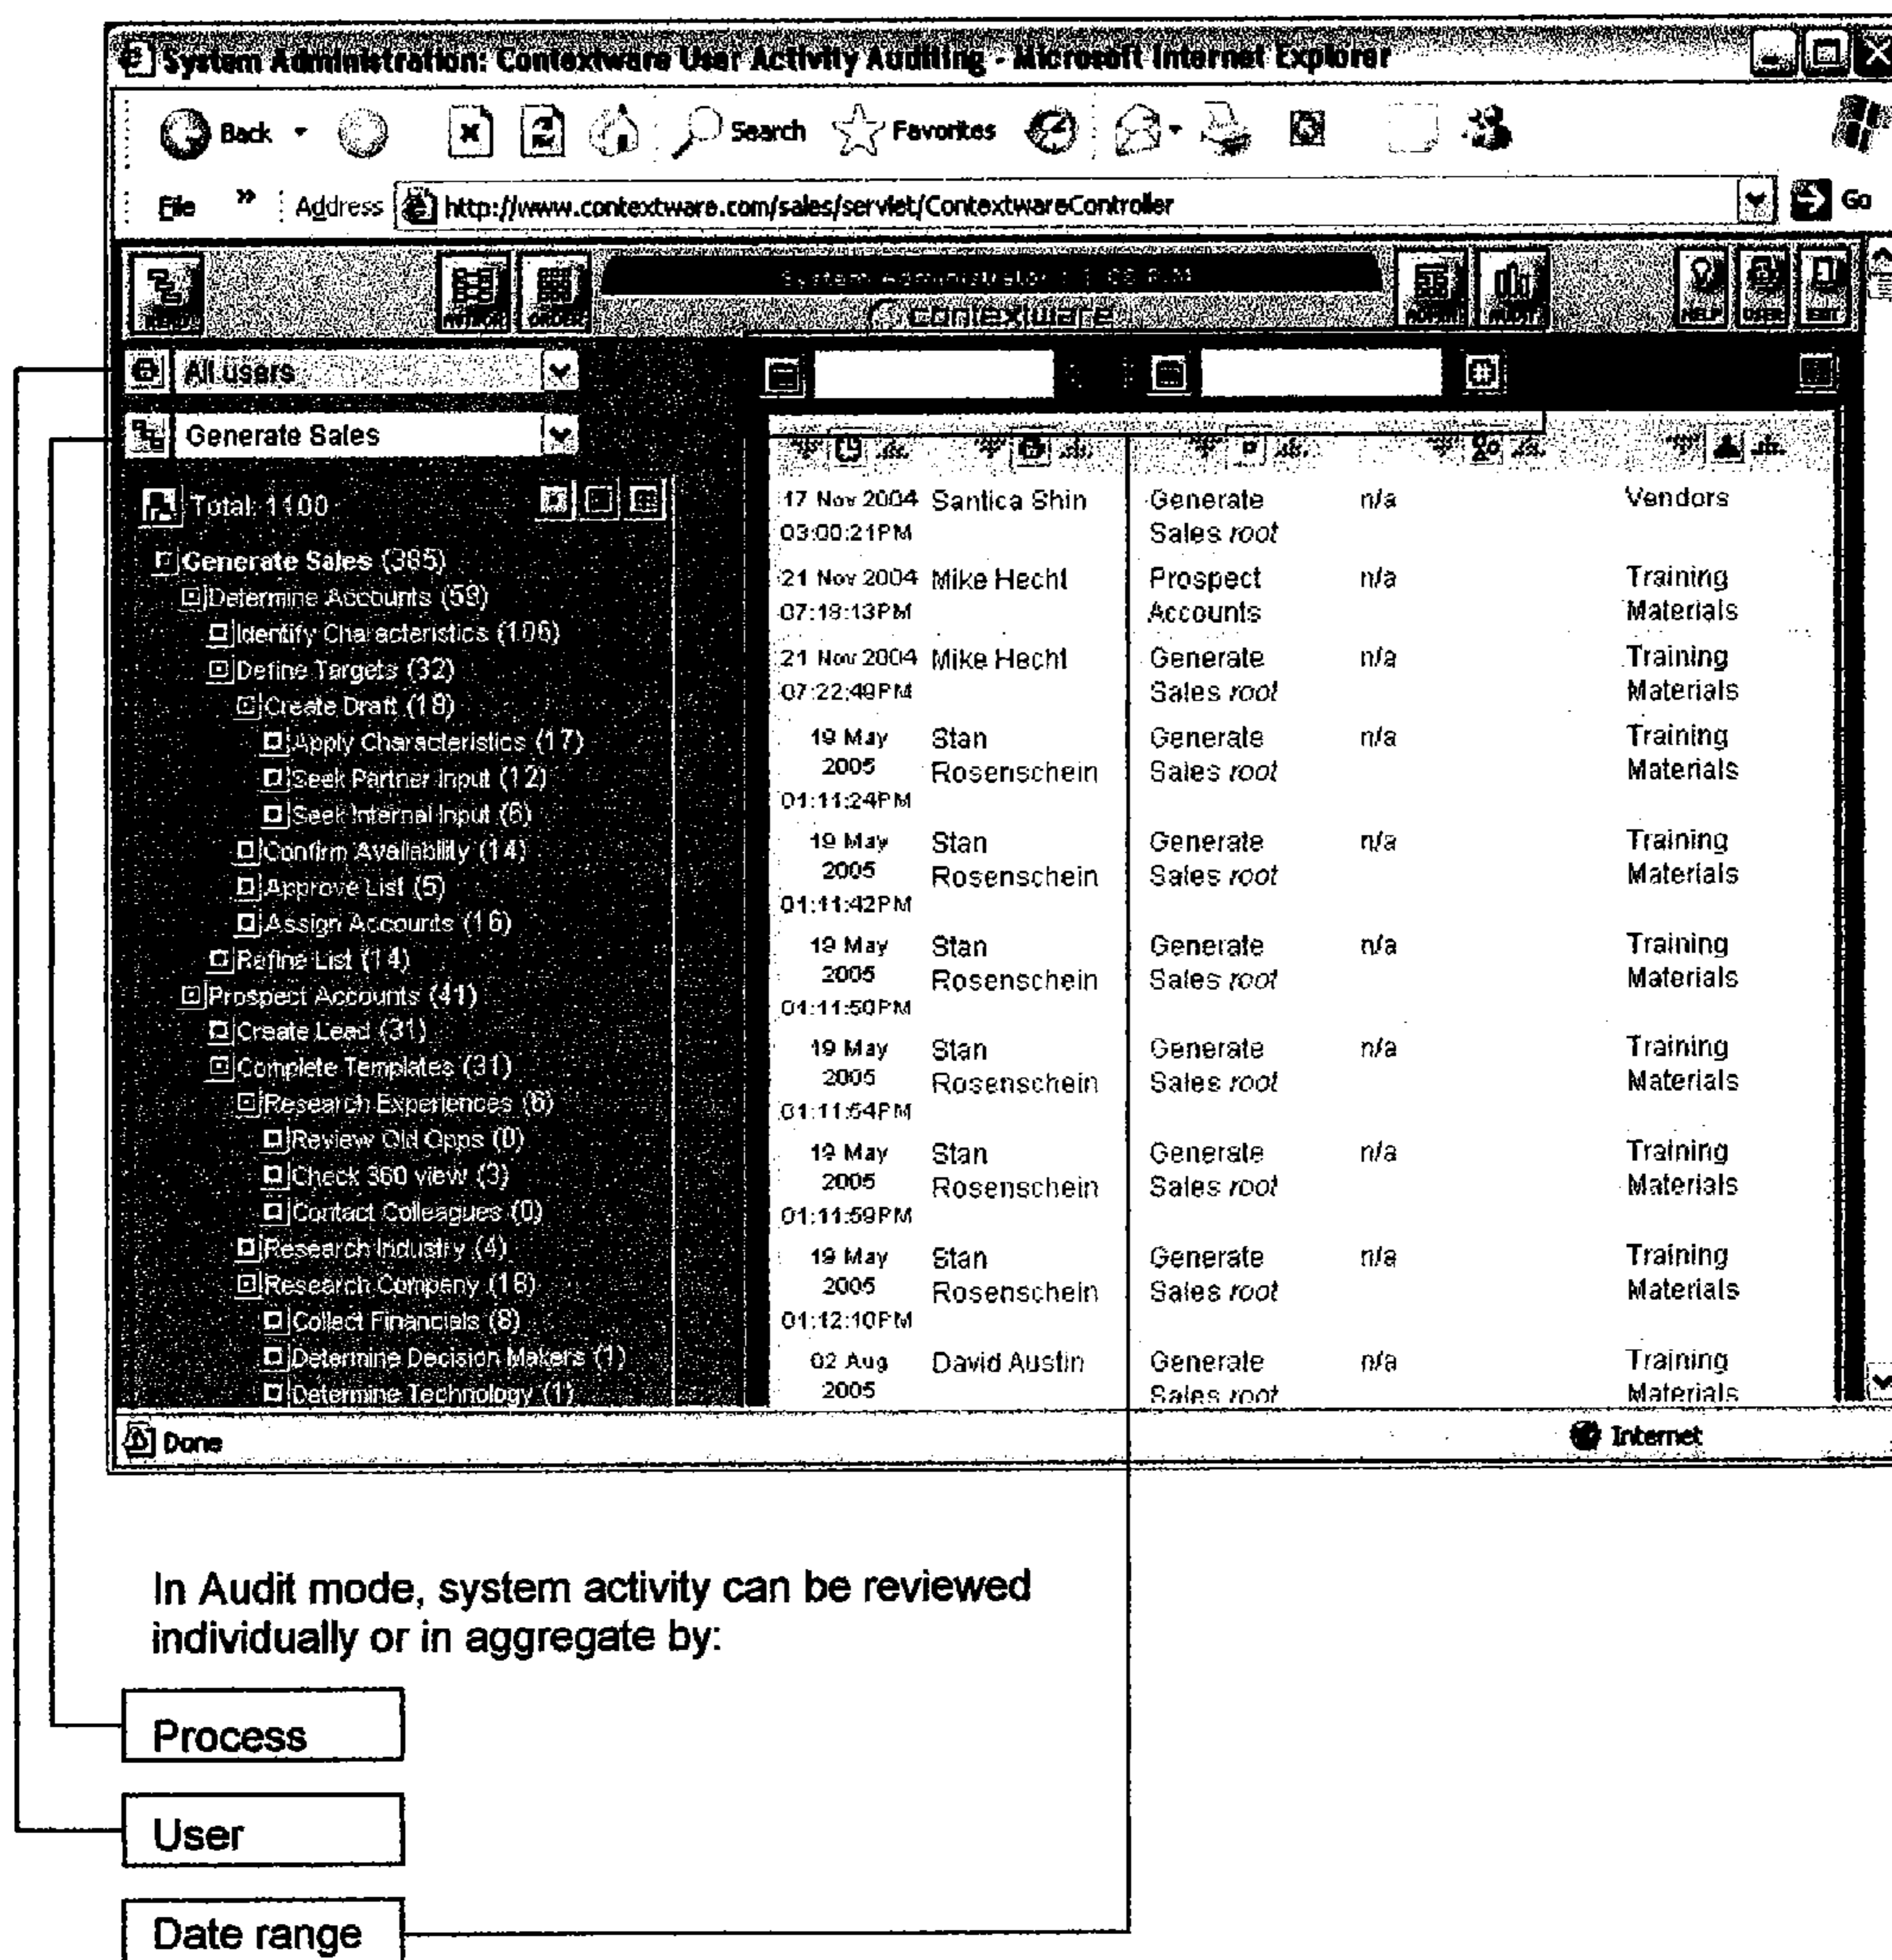 System Administration: Contextware User Activity Auditing - Microsoft Internet Explorer
Back Search Favorites
File » Address http://www.contextware.com/sales/servlet/ContextwareController Go
READ AUTHOR ORDER System Administrator ADMIN AUDIT HELP USER EXIT
contextware
All users
Generate Sales
Total: 1100
Generate Sales (385)
Determine Accounts (59)
Identify Characteristics (106)
Define Targets (32)
Create Draft (18)
Apply Characteristics (17)
Seek Partner Input (12)
Seek Internal Input (6)
Confirm Availability (14)
Approve List (5)
Assign Accounts (16)
Refine List (14)
Prospect Accounts (41)
Create Lead (31)
Complete Templates (31)
Research Experiences (6)
Review Old Opps (0)
Check 360 view (3)
Contact Colleagues (0)
Research Industry (4)
Research Company (16)
Collect Financials (8)
Determine Decision Makers (1)
Determine Technology (1)
17 Nov 2004 Santica Shin Generate n/a Vendors
03:00:21PM Sales root
21 Nov 2004 Mike Hecht Prospect n/a Training
07:18:13PM Accounts Materials
21 Nov 2004 Mike Hecht Generate n/a Training
07:22:49PM Sales root Materials
19 May Stan Generate n/a Training
2005 Rosenschein Sales root Materials
01:11:24PM
19 May Stan Generate n/a Training
2005 Rosenschein Sales root Materials
01:11:42PM
19 May Stan Generate n/a Training
2005 Rosenschein Sales root Materials
01:11:50PM
19 May Stan Generate n/a Training
2005 Rosenschein Sales root Materials
01:11:54PM
19 May Stan Generate n/a Training
2005 Rosenschein Sales root Materials
01:11:59PM
19 May Stan Generate n/a Training
2005 Rosenschein Sales root Materials
01:12:10PM
02 Aug David Austin Generate n/a Training
2005 Sales root Materials
Done Internet
In Audit mode, system activity can be reviewed
individually or in aggregate by:
Process
User
Date range